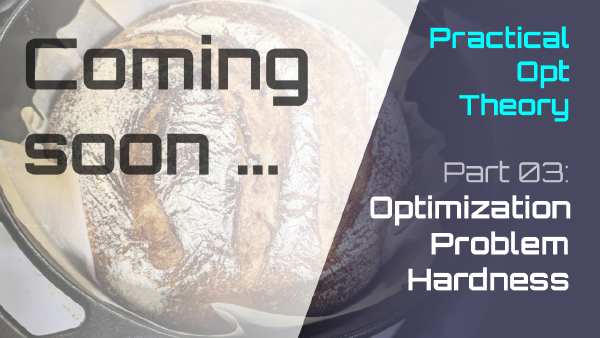 Coming
soon ...
Practical
Opt
Theory
Part 03:
Optimization
Problem
Hardness